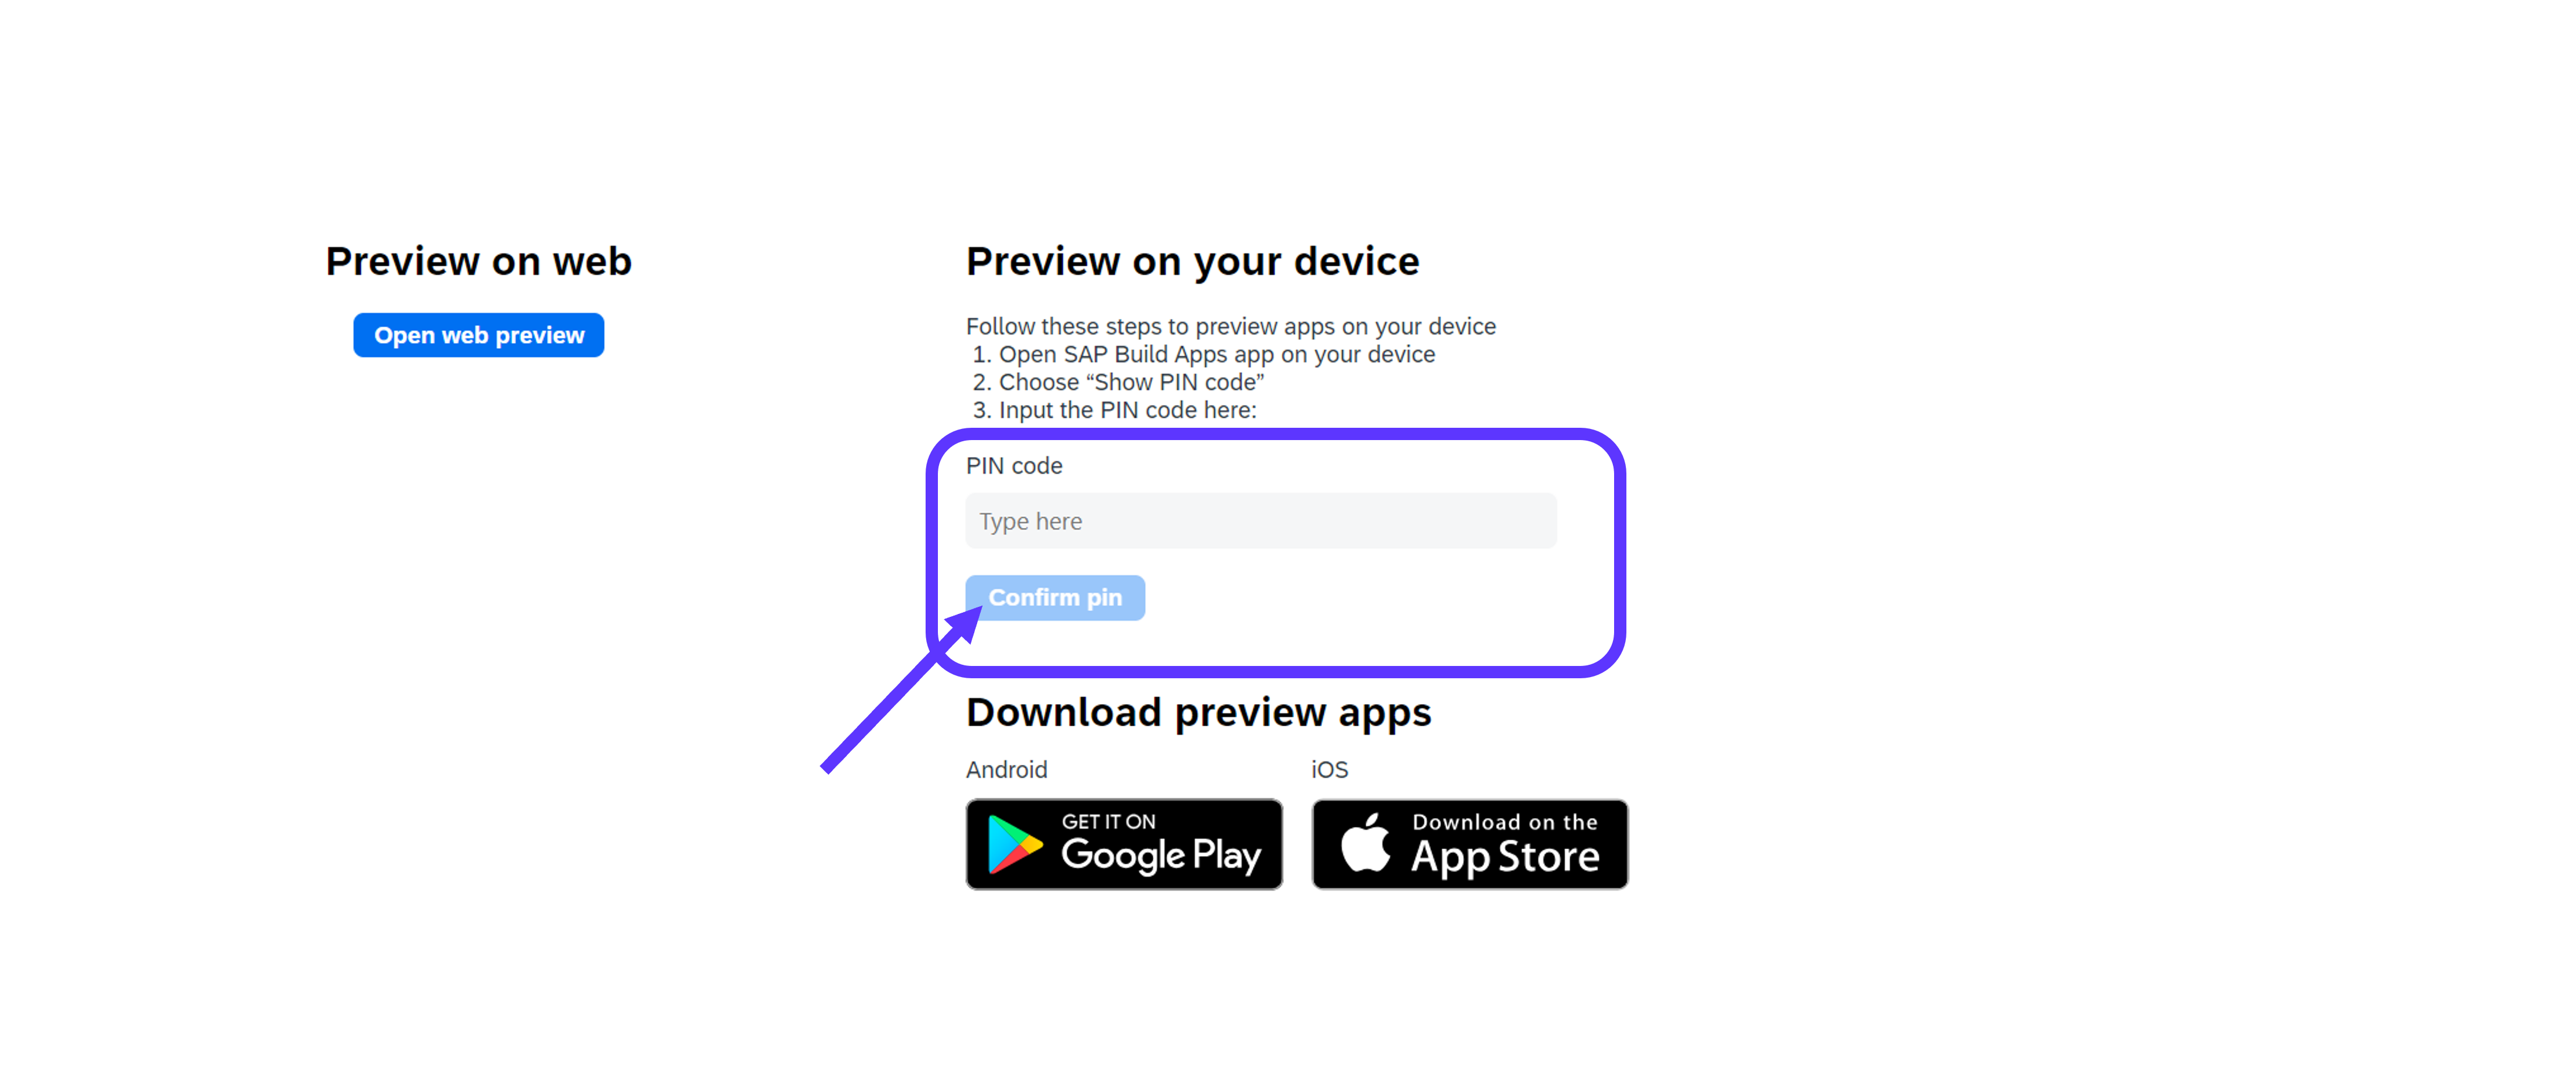 Preview on web
Open web preview
Preview on your device
Follow these steps to preview apps on your device
1. Open SAP Build Apps app on your device
2. Choose “Show PIN code”
3. Input the PIN code here:
PIN code
Type here
Confirm pin
Download preview apps
Android
iOS
GET IT ON
Google Play
Download on the
App Store